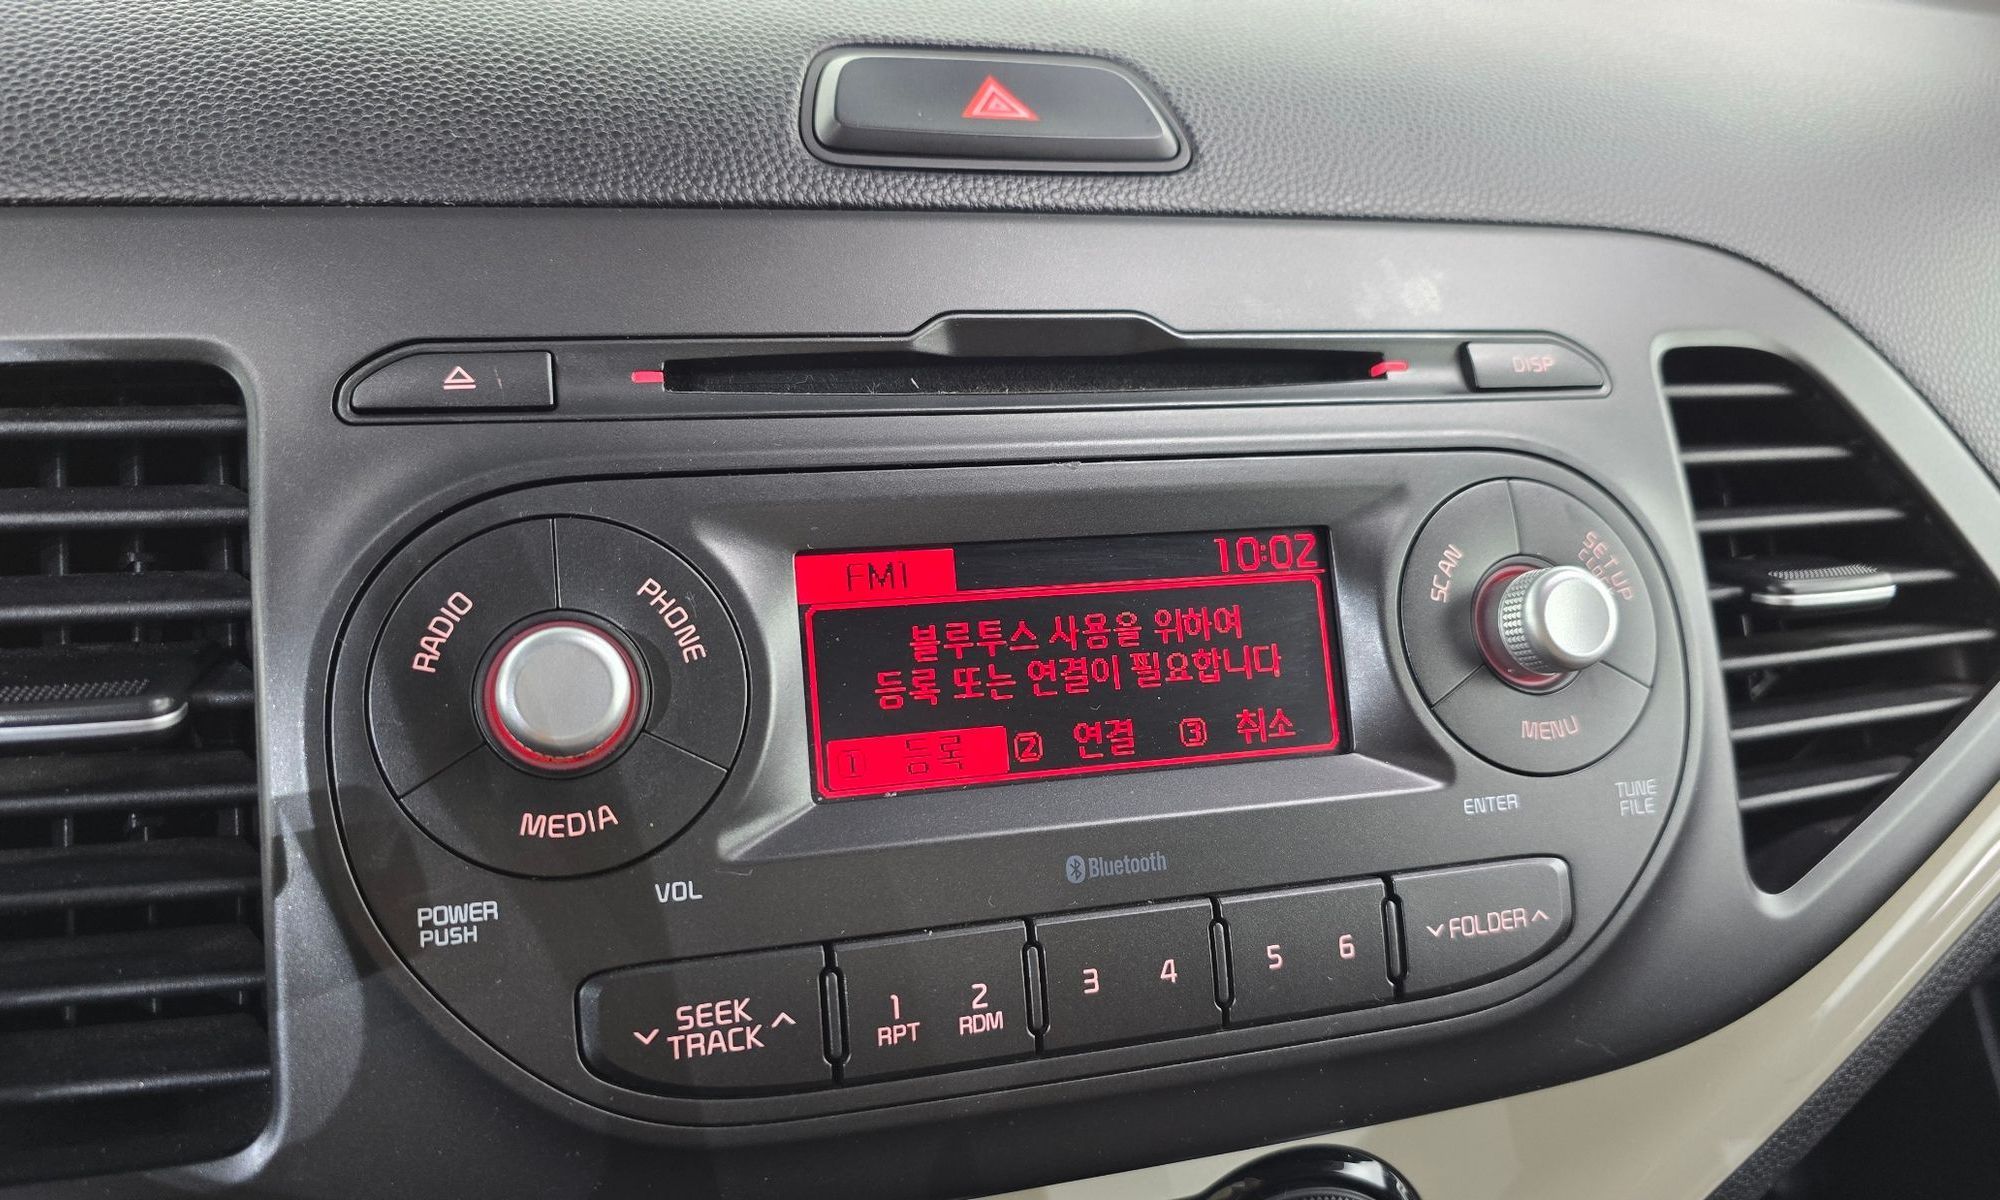 DISP
FM1 10:02
블루투스 사용을 위하여
등록 또는 연결이 필요합니다
1 등록 2 연결 3 취소
RADIO
PHONE
MEDIA
SCAN
SETUP
CLOCK
MENU
ENTER
TUNE
FILE
Bluetooth
VOL
POWER
PUSH
SEEK
TRACK
1
RPT
2
RDM
3
4
5
6
FOLDER